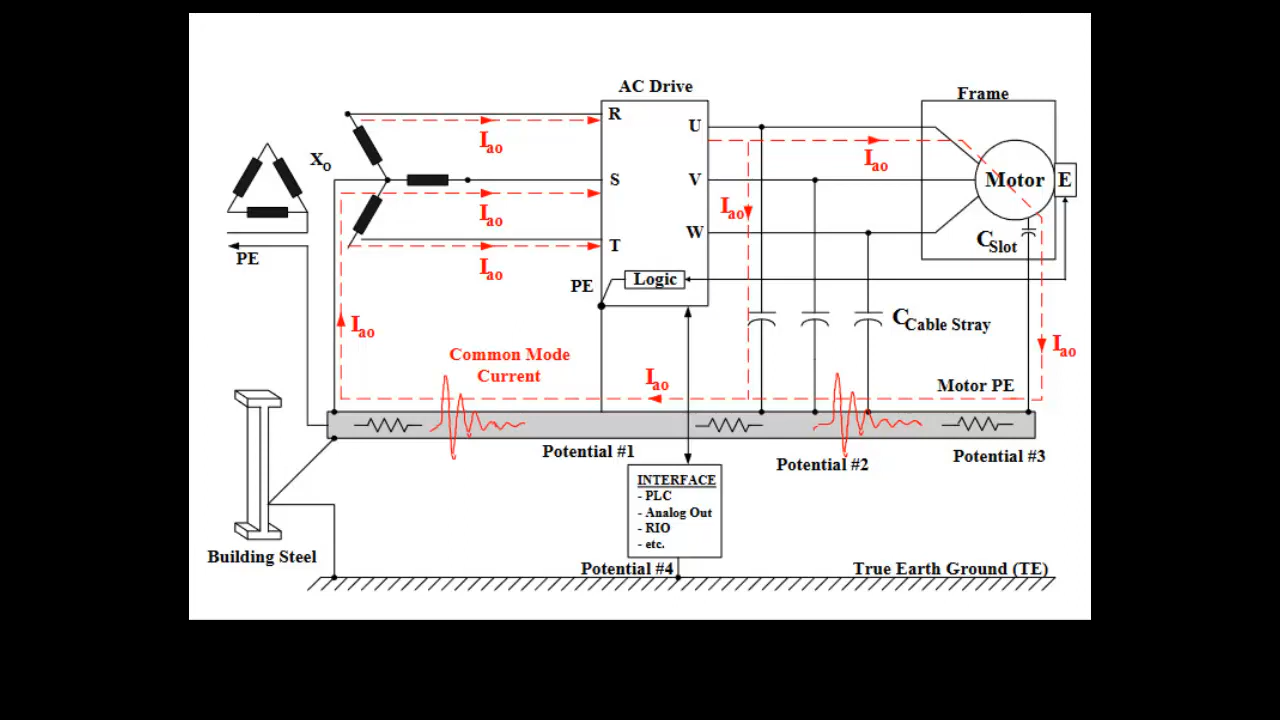 AC Drive
Frame
R
U
Iao
Xo
Iao
S
V
Motor
E
Iao
Iao
W
CSlot
T
PE
Iao
Logic
PE
Iao
CCable Stray
Iao
Common Mode
Current
Iao
Motor PE
Potential #1
Potential #2
Potential #3
INTERFACE
- PLC
- Analog Out
- RIO
- etc.
Building Steel
Potential #4
True Earth Ground (TE)